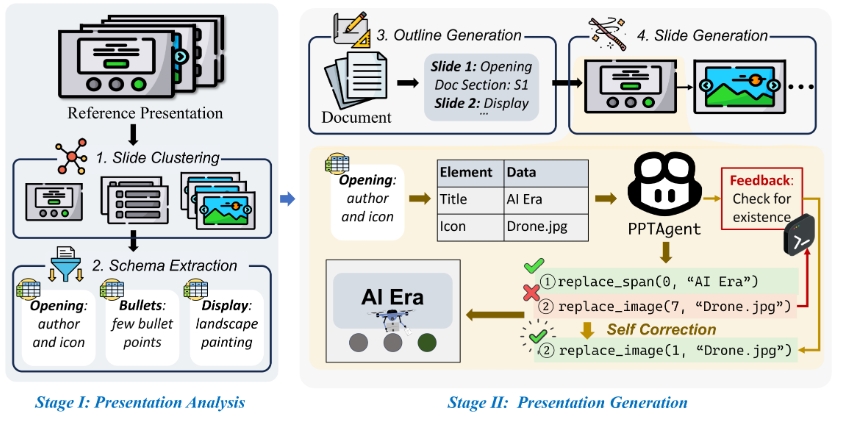 Reference Presentation
1. Slide Clustering
2. Schema Extraction
Opening:
author
and icon
Bullets:
few bullet
points
Display:
landscape
painting
Stage I: Presentation Analysis
3. Outline Generation
Document
Slide 1: Opening
Doc Section: S1
Slide 2: Display
...
4. Slide Generation
Opening:
author
and icon
Element Data
Title AI Era
Icon Drone.jpg
PPTAgent
Feedback:
Check for
existence
① replace_span(0, “AI Era”)
② replace_image(7, “Drone.jpg”)
Self Correction
② replace_image(1, “Drone.jpg”)
AI Era
Stage II: Presentation Generation